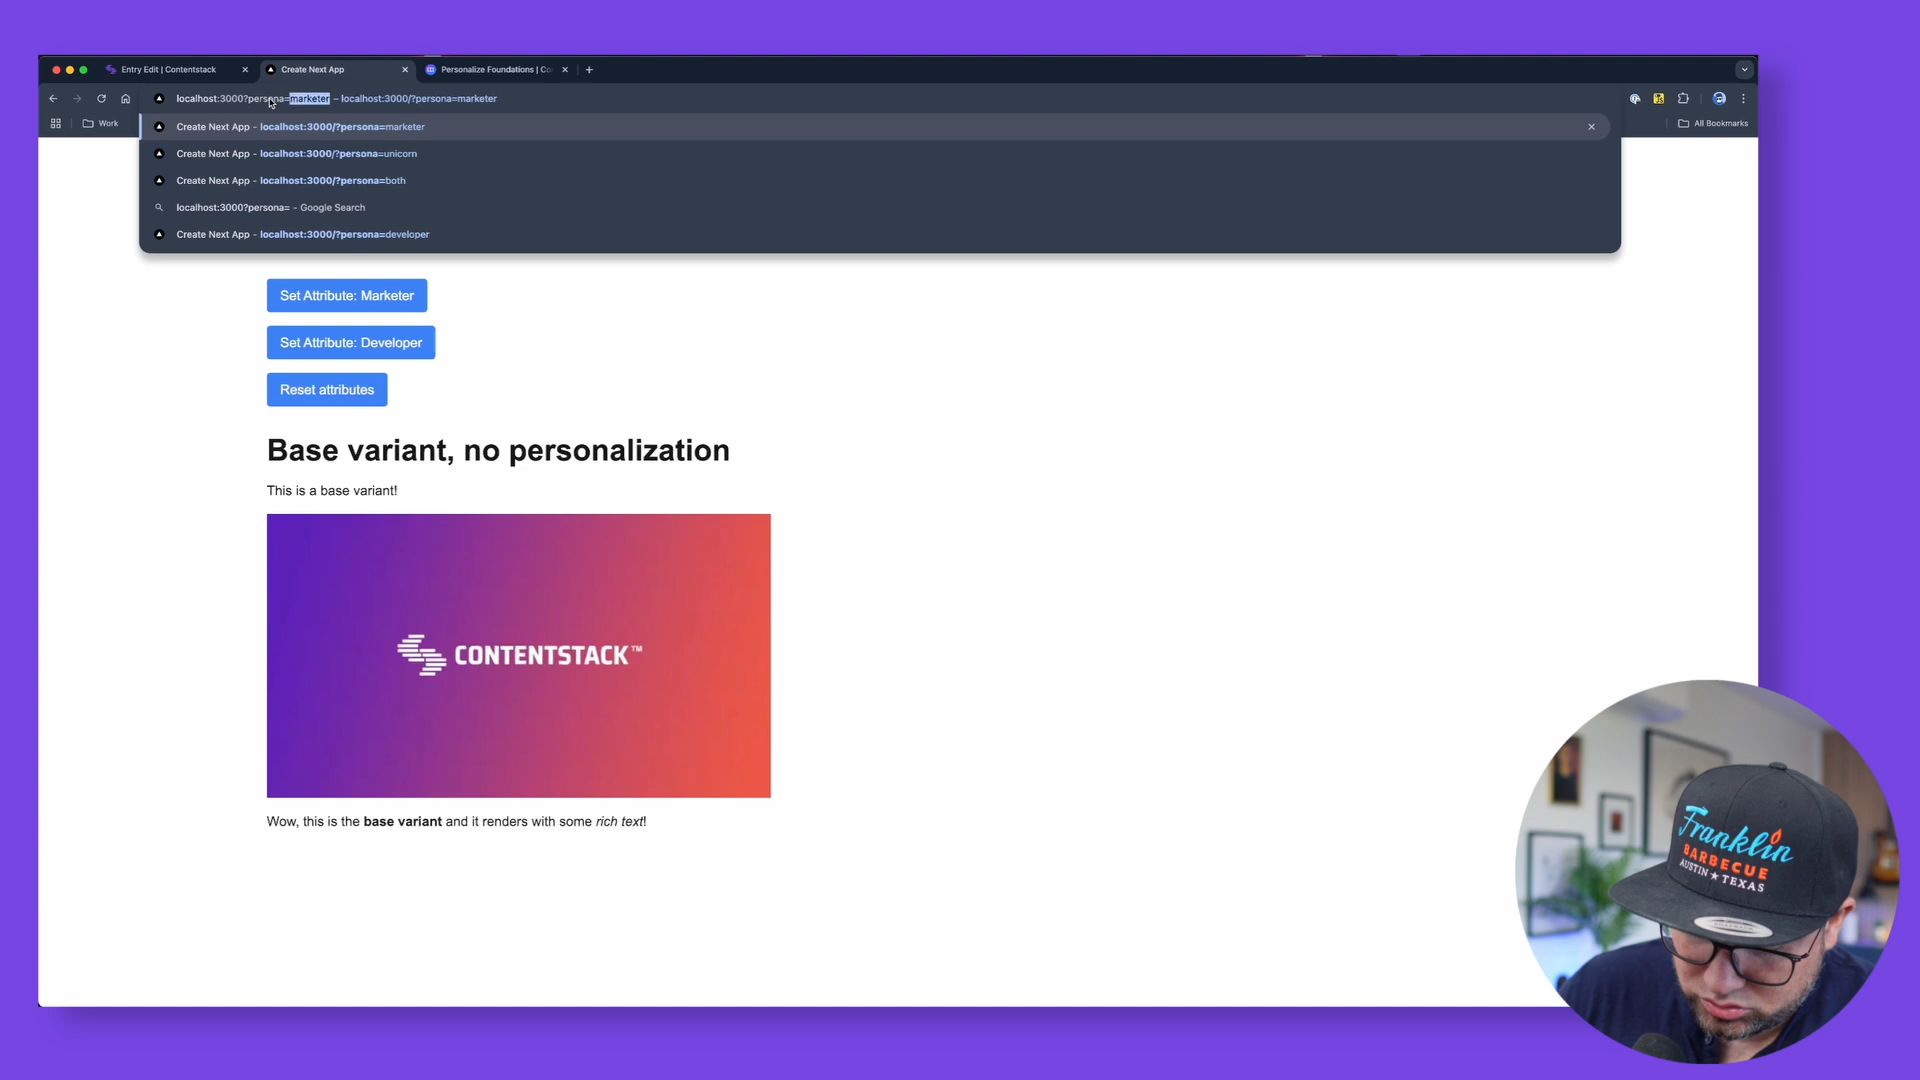 Entry Edit | Contentstack
Create Next App
Personalize Foundations | Co
localhost:3000?persona=marketer – localhost:3000/?persona=marketer
Work
All Bookmarks
Create Next App - localhost:3000/?persona=marketer
Create Next App - localhost:3000/?persona=unicorn
Create Next App - localhost:3000/?persona=both
localhost:3000?persona= - Google Search
Create Next App - localhost:3000/?persona=developer
Set Attribute: Marketer
Set Attribute: Developer
Reset attributes
Base variant, no personalization
This is a base variant!
CONTENTSTACK™
Wow, this is the base variant and it renders with some rich text!
Franklin
BARBECUE
AUSTIN ★ TEXAS